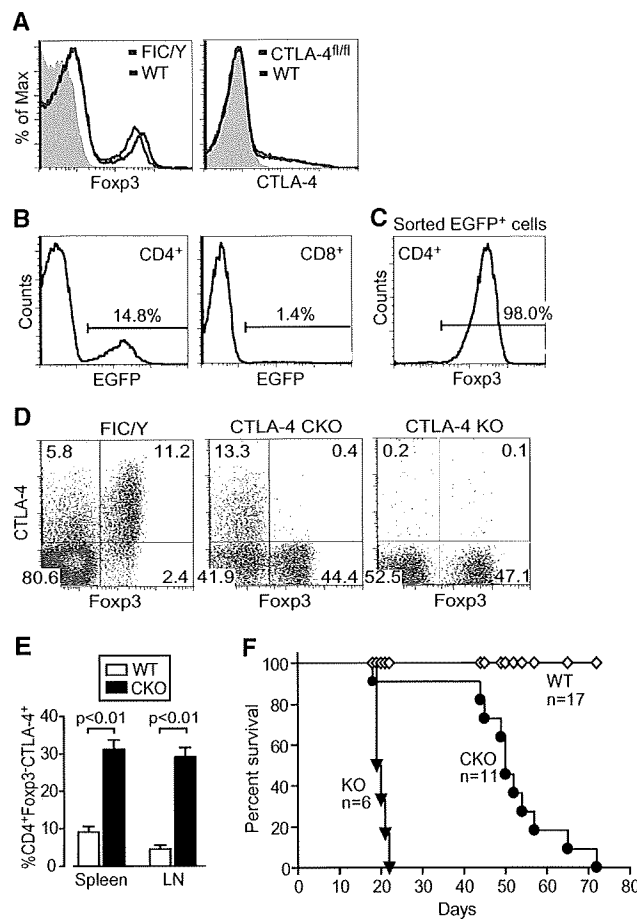 A
FIC/Y
WT
CTLA-4fl/fl
WT
% of Max
Foxp3
CTLA-4
B
CD4+
14.8%
CD8+
1.4%
Counts
EGFP
EGFP
C
Sorted EGFP+ cells
CD4+
98.0%
Counts
Foxp3
D
FIC/Y
CTLA-4 CKO
CTLA-4 KO
5.8
11.2
13.3
0.4
0.2
0.1
CTLA-4
80.6
2.4
41.9
44.4
52.5
47.1
Foxp3
Foxp3
Foxp3
E
WT
CKO
p<0.01
p<0.01
40
30
20
10
0
%CD4+Foxp3-CTLA-4+
Spleen
LN
F
100
80
60
40
20
0
Percent survival
WT
n=17
CKO
n=11
KO
n=6
0
10
20
30
40
50
60
70
80
Days